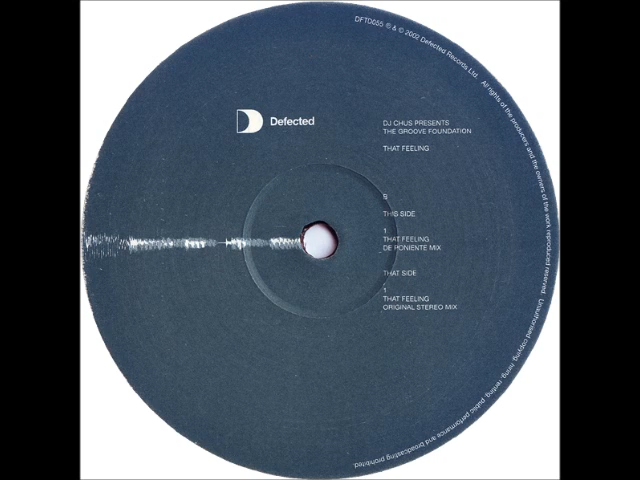 Defected
DJ CHUS PRESENTS
THE GROOVE FOUNDATION
THAT FEELING
B
THIS SIDE
1
THAT FEELING
DE PONIENTE MIX
THAT SIDE
1
THAT FEELING
ORIGINAL STEREO MIX
DFTD055 ℗ & © 2002 Defected Records Ltd. All rights of the producers and the owners of the work reproduced reserved. Unauthorised copying, hiring, renting, public performance and broadcasting prohibited.